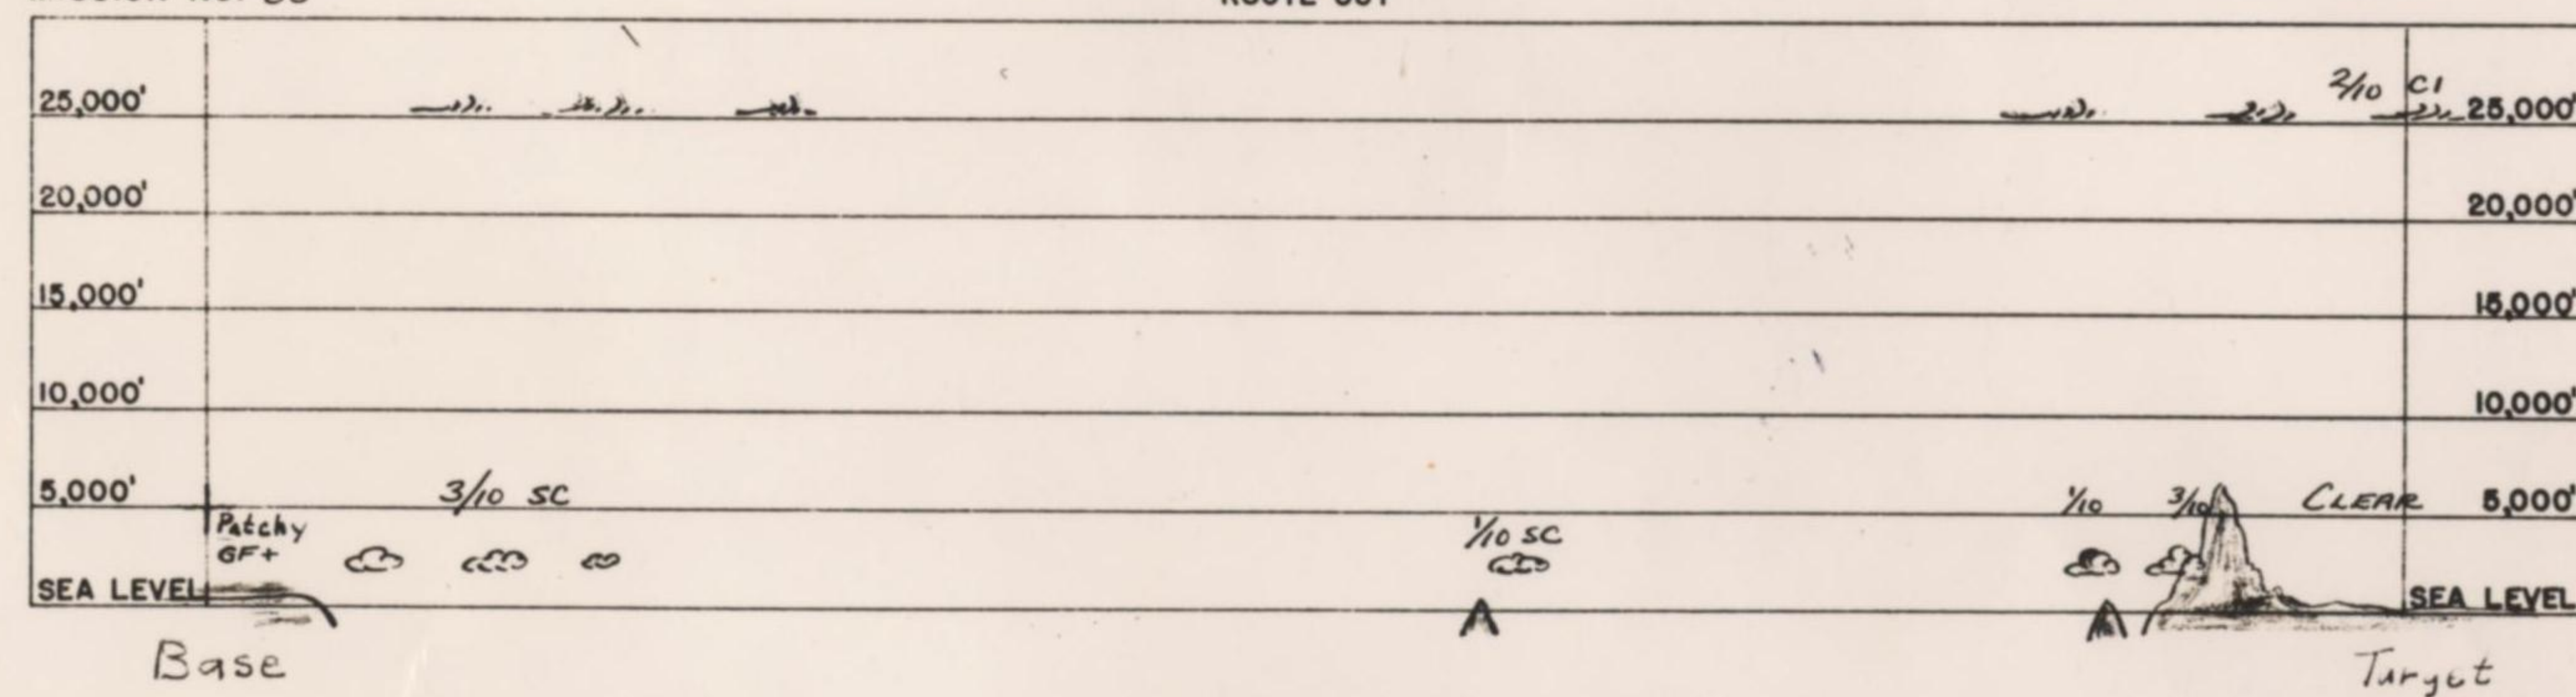 ROUTE OUT
2/10 CI
25,000' 25,000'
20,000' 20,000'
15,000' 15,000'
10,000' 10,000'
5,000' 3/10 SC 1/10 3/10 CLEAR 5,000'
Patchy
GF+ 1/10 SC
SEA LEVEL SEA LEVEL
Base Target